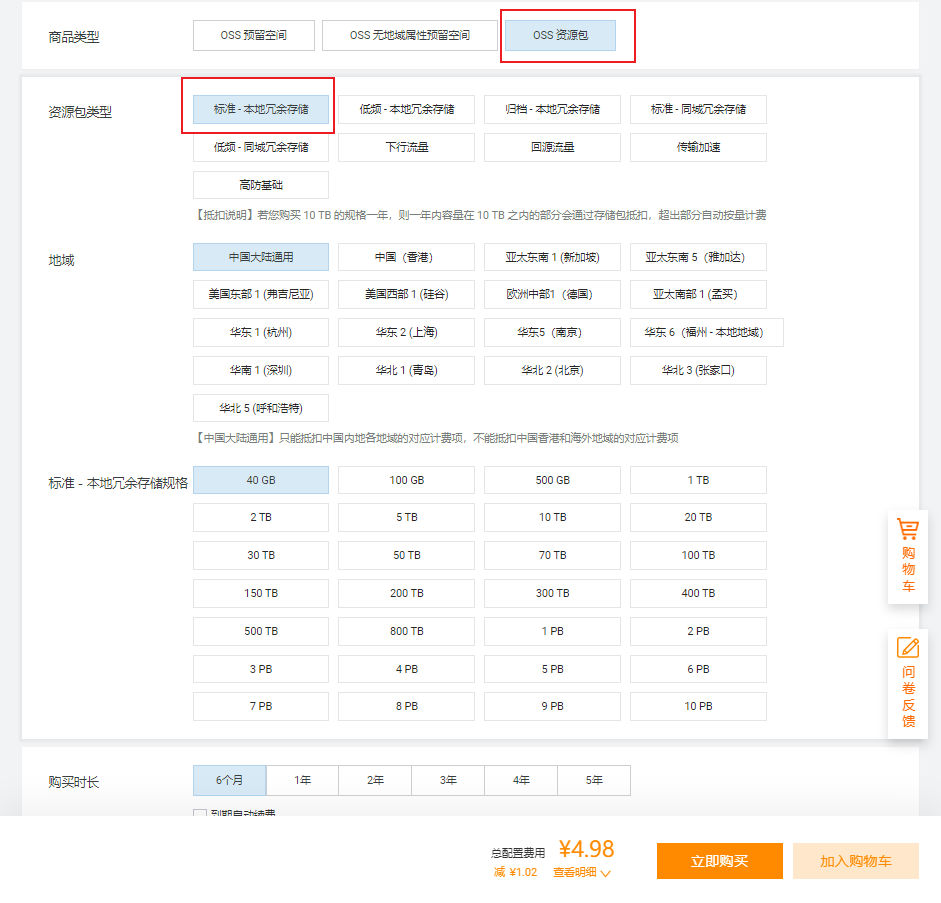 商品类型 OSS 预留空间 OSS 无地域属性预留空间 OSS 资源包
资源包类型 标准 - 本地冗余存储 低频 - 本地冗余存储 归档 - 本地冗余存储 标准 - 同城冗余存储
低频 - 同城冗余存储 下行流量 回源流量 传输加速
高防基础
【抵扣说明】若您购买 10 TB 的规格一年，则一年内容量在 10 TB 之内的部分会通过存储包抵扣，超出部分自动按量计费
地域 中国大陆通用 中国（香港） 亚太东南 1 (新加坡) 亚太东南 5（雅加达）
美国东部 1 (弗吉尼亚) 美国西部 1 (硅谷) 欧洲中部1（德国） 亚太南部 1 (孟买)
华东 1 (杭州) 华东 2 (上海) 华东5（南京） 华东 6（福州 - 本地地域）
华南 1 (深圳) 华北 1 (青岛) 华北 2 (北京) 华北 3 (张家口)
华北 5 (呼和浩特)
【中国大陆通用】只能抵扣中国内地各地域的对应计费项，不能抵扣中国香港和海外地域的对应计费项
标准 - 本地冗余存储规格 40 GB 100 GB 500 GB 1 TB
2 TB 5 TB 10 TB 20 TB
30 TB 50 TB 70 TB 100 TB
150 TB 200 TB 300 TB 400 TB
500 TB 800 TB 1 PB 2 PB
3 PB 4 PB 5 PB 6 PB
7 PB 8 PB 9 PB 10 PB
购物车
问卷反馈
购买时长 6个月 1年 2年 3年 4年 5年
到期自动续费
总配置费用 ¥4.98 立即购买 加入购物车
减 ¥1.02 查看明细